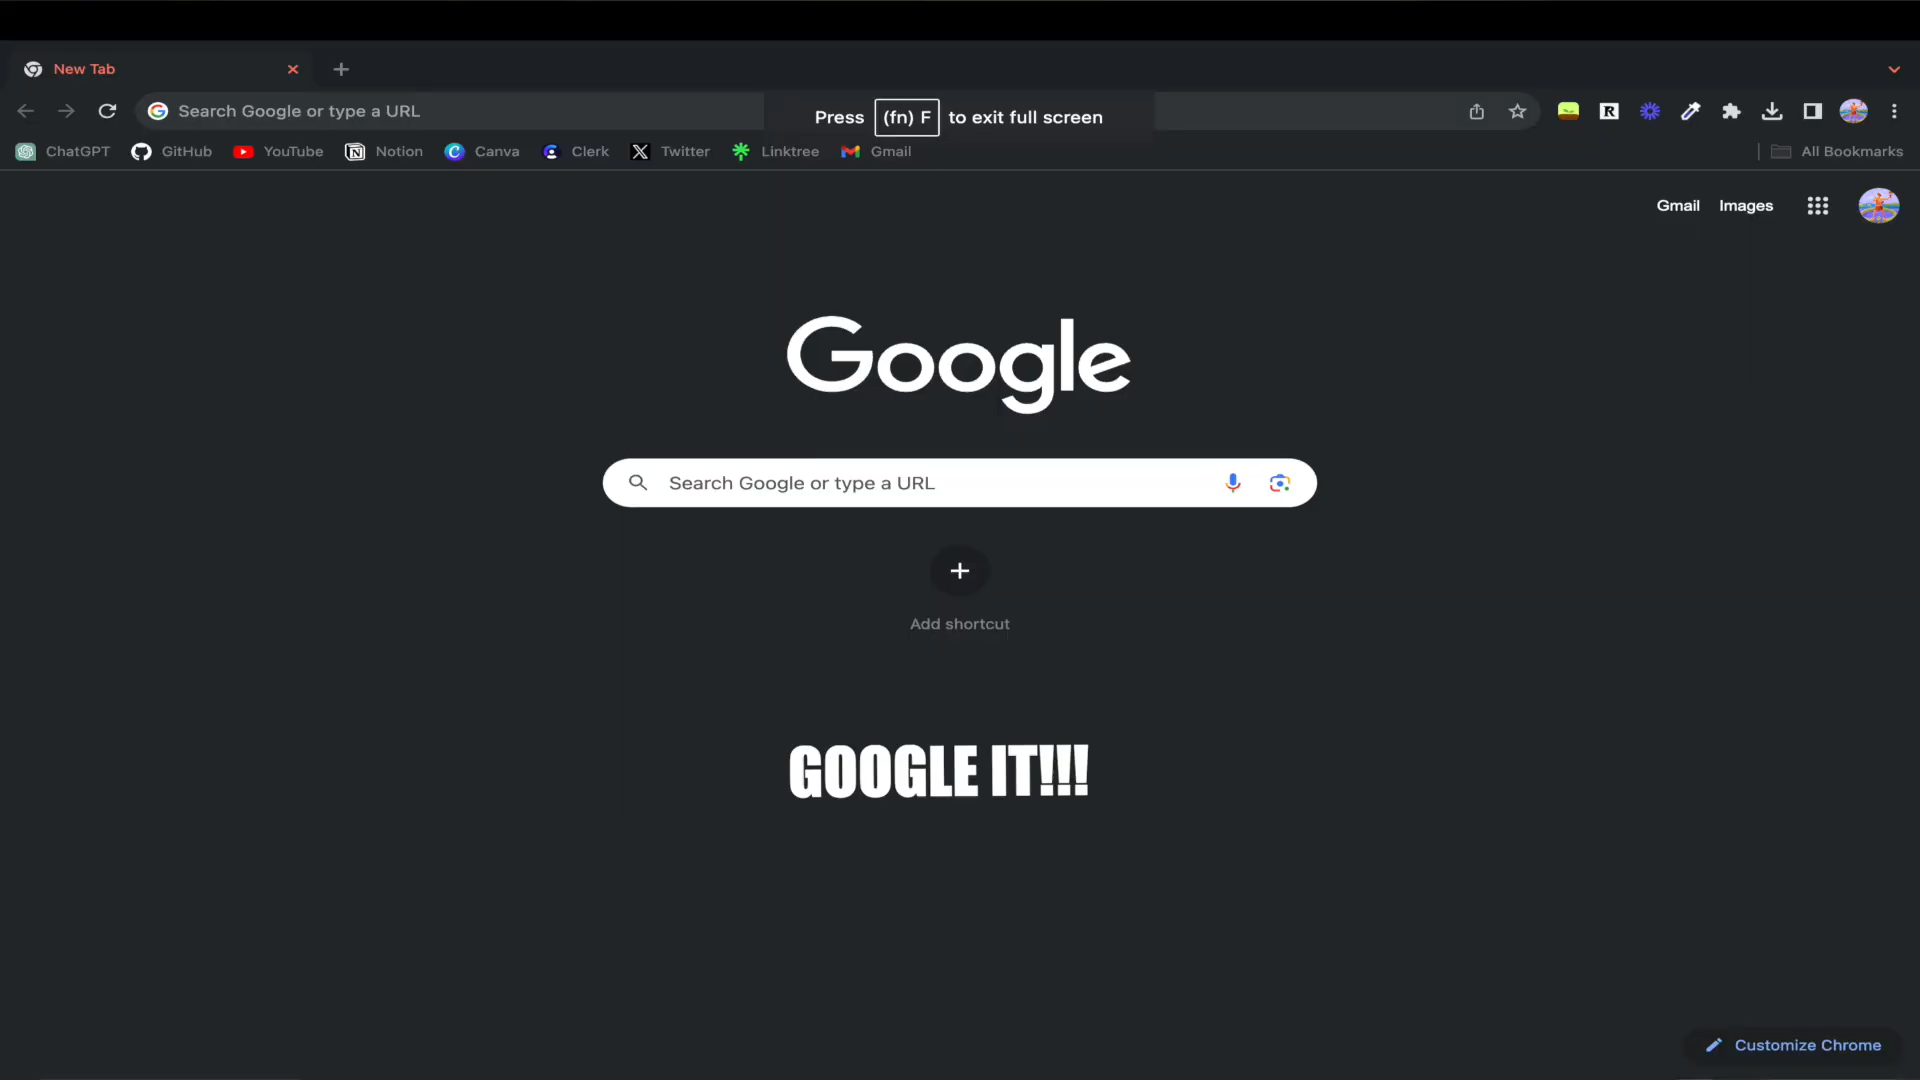 New Tab
Search Google or type a URL
Press (fn) F to exit full screen
ChatGPT GitHub YouTube Notion Canva Clerk Twitter Linktree Gmail All Bookmarks
Gmail Images
Google
Search Google or type a URL
Add shortcut
GOOGLE IT!!!
Customize Chrome